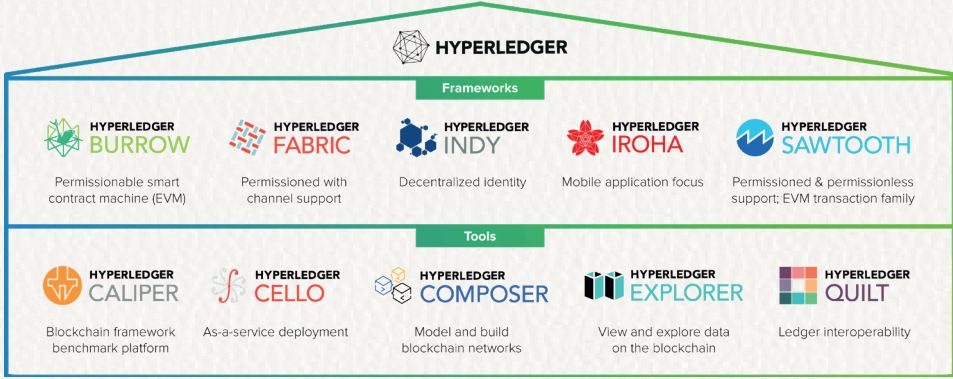 HYPERLEDGER
Frameworks
HYPERLEDGER
BURROW
Permissionable smart
contract machine (EVM)
HYPERLEDGER
FABRIC
Permissioned with
channel support
HYPERLEDGER
INDY
Decentralized identity
HYPERLEDGER
IROHA
Mobile application focus
HYPERLEDGER
SAWTOOTH
Permissioned & permissionless
support; EVM transaction family
Tools
HYPERLEDGER
CALIPER
Blockchain framework
benchmark platform
HYPERLEDGER
CELLO
As-a-service deployment
HYPERLEDGER
COMPOSER
Model and build
blockchain networks
HYPERLEDGER
EXPLORER
View and explore data
on the blockchain
HYPERLEDGER
QUILT
Ledger interoperability